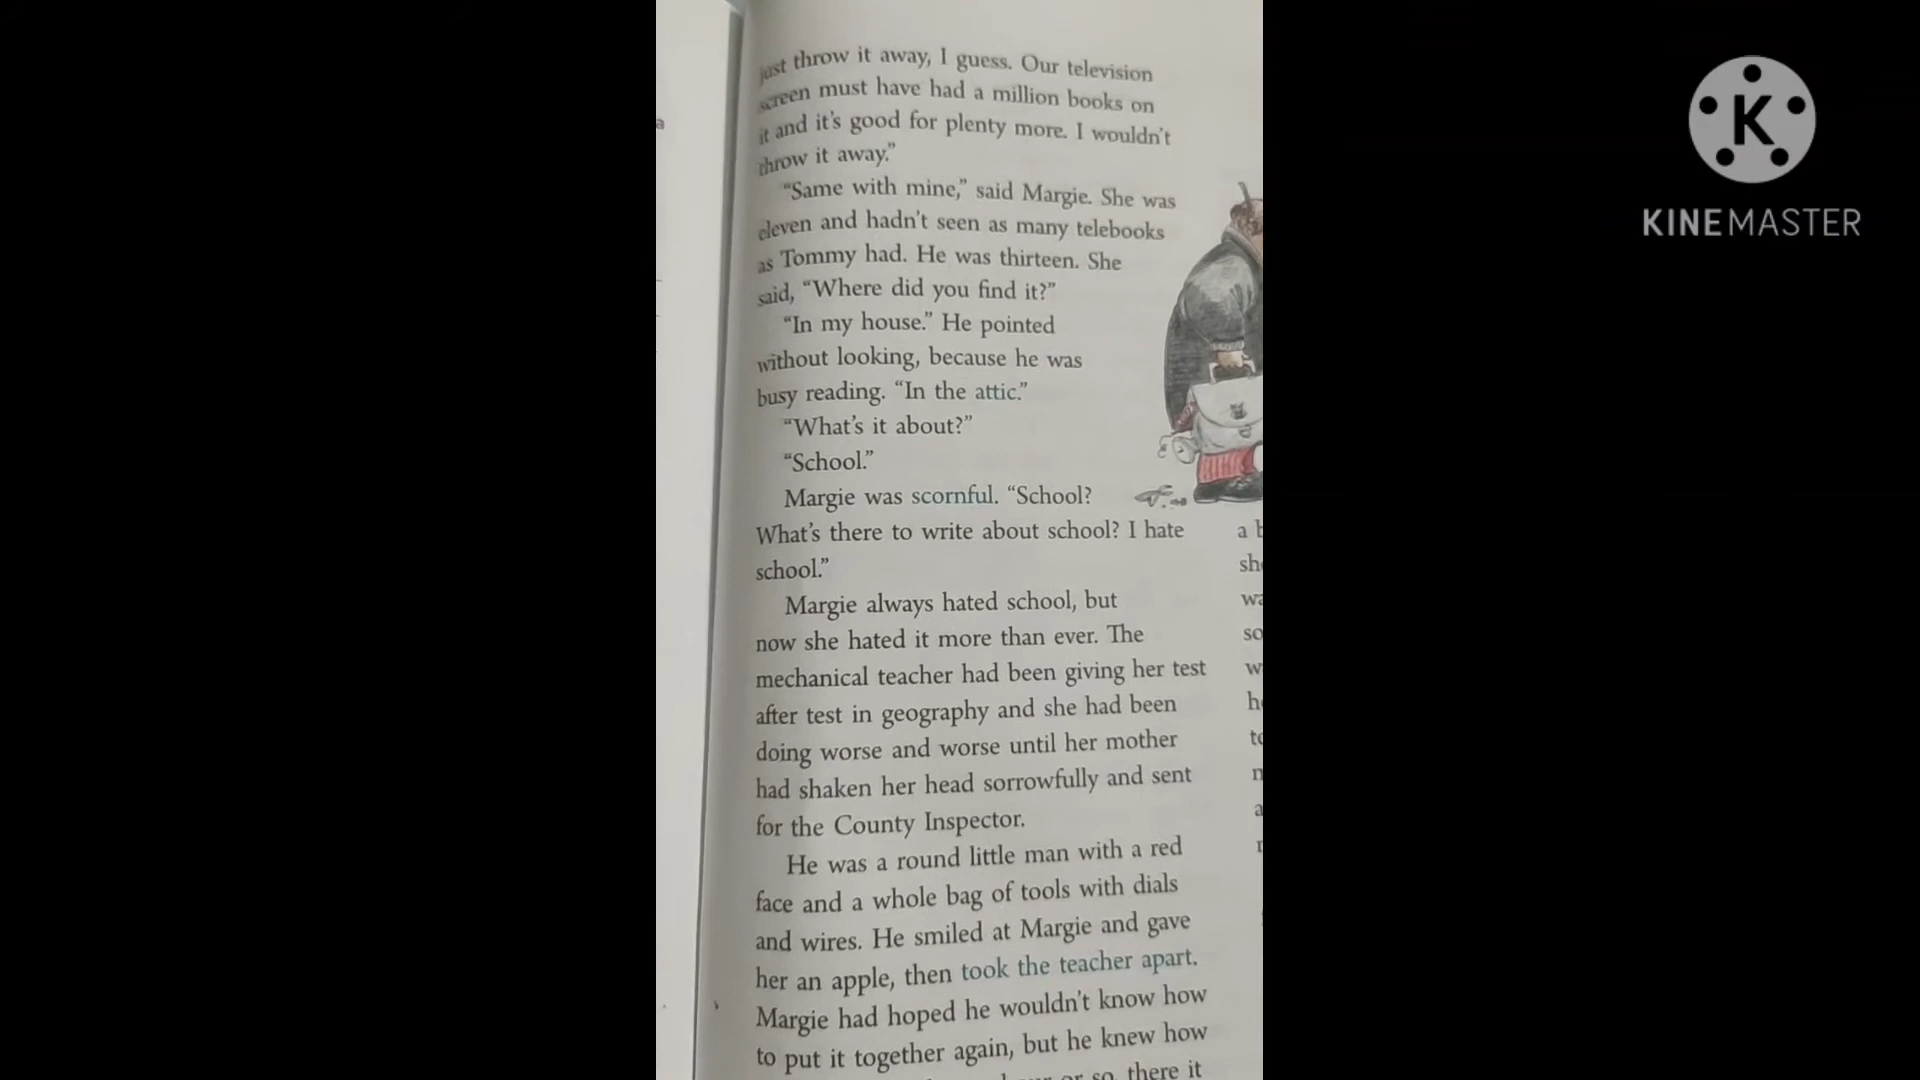 just throw it away, I guess. Our television
screen must have had a million books on
it and it's good for plenty more. I wouldn't
throw it away."
"Same with mine," said Margie. She was
eleven and hadn't seen as many telebooks
as Tommy had. He was thirteen. She
said, "Where did you find it?"
"In my house." He pointed
without looking, because he was
busy reading. "In the attic."
"What's it about?"
"School."
Margie was scornful. "School?
What's there to write about school? I hate
school."
Margie always hated school, but
now she hated it more than ever. The
mechanical teacher had been giving her test
after test in geography and she had been
doing worse and worse until her mother
had shaken her head sorrowfully and sent
for the County Inspector.
He was a round little man with a red
face and a whole bag of tools with dials
and wires. He smiled at Margie and gave
her an apple, then took the teacher apart.
Margie had hoped he wouldn't know how
to put it together again, but he knew how
or so, there it
a
K
KINEMASTER